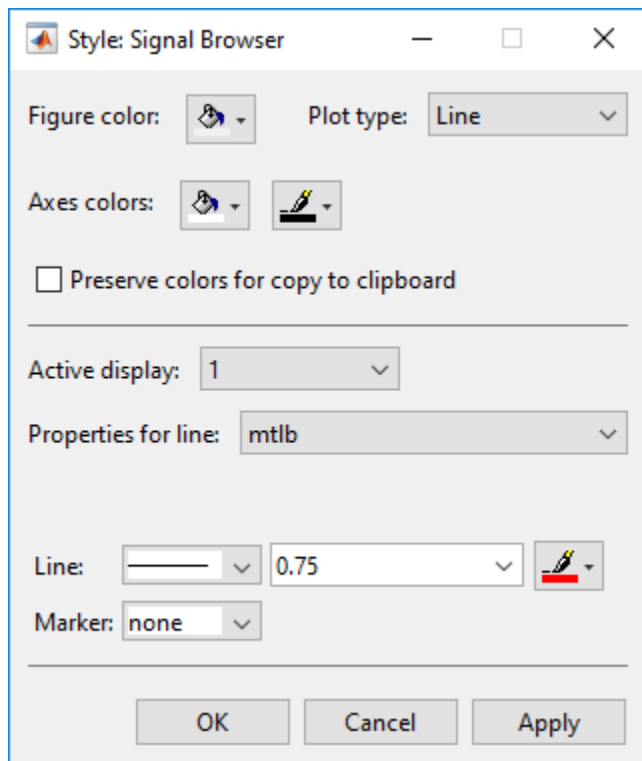 Style: Signal Browser
Figure color: Plot type: Line
Axes colors:
Preserve colors for copy to clipboard
Active display: 1
Properties for line: mtlb
Line: 0.75
Marker: none
OK Cancel Apply